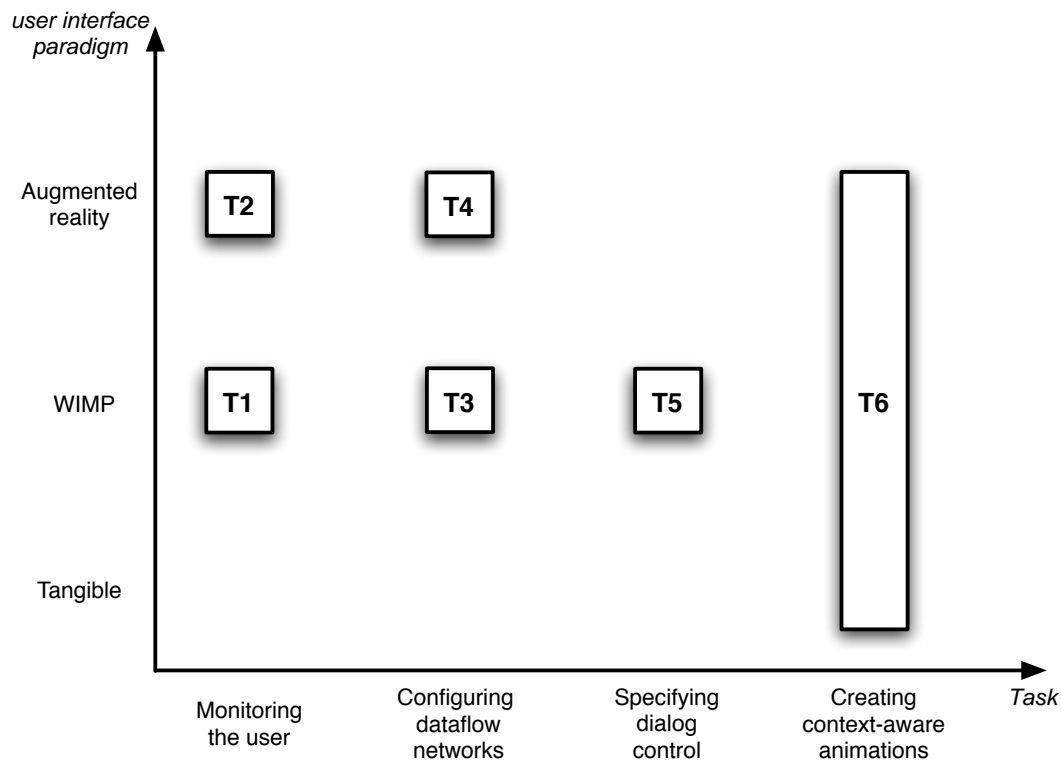 user interface
paradigm
Augmented
reality
T2
T4
WIMP
T1
T3
T5
T6
Tangible
Monitoring
the user
Configuring
dataflow
networks
Specifying
dialog
control
Creating
context-aware
animations
Task